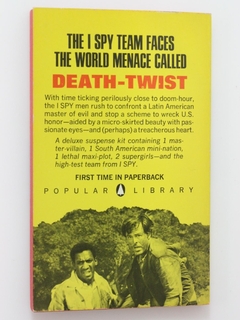 THE I SPY TEAM FACES
THE WORLD MENACE CALLED
DEATH-TWIST
With time ticking perilously close to doom-hour,
the I SPY men rush to confront a Latin American
master of evil and stop a scheme to wreck U.S.
honor—aided by a micro-skirted beauty with pas-
sionate eyes—and (perhaps) a treacherous heart.
A deluxe suspense kit containing 1 mas-
ter-villain, 1 South American mini-nation,
1 lethal maxi-plot, 2 supergirls—and the
high-test team from I SPY.
FIRST TIME IN PAPERBACK
POPULAR LIBRARY